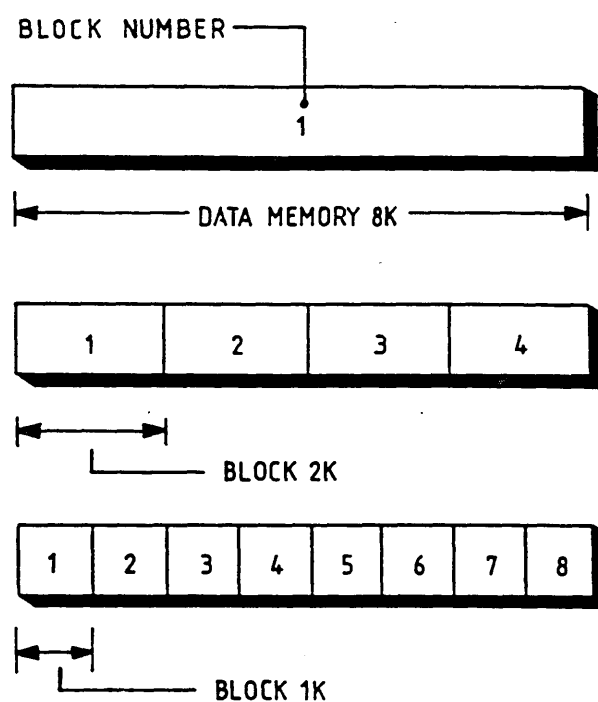 BLOCK NUMBER
1
DATA MEMORY 8K
1 2 3 4
BLOCK 2K
1 2 3 4 5 6 7 8
BLOCK 1K